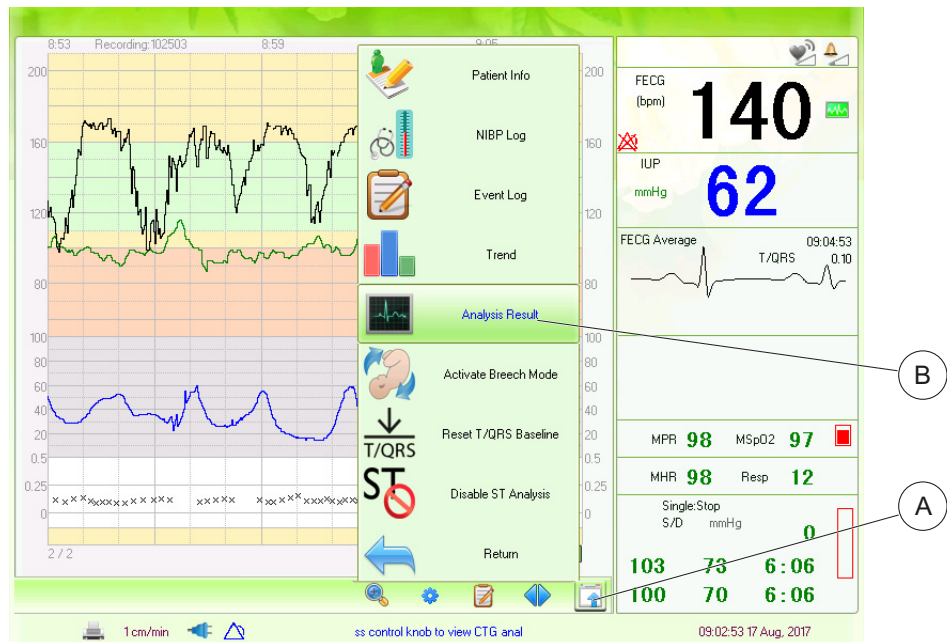 8:53 Recording:102503 8:59 9:05
200 200
160 160
120 120
80 80
100 100
80 80
60 60
40 40
20 20
0.5 0.5
0.25 0.25
0 0
2 / 2
Patient Info
NIBP Log
Event Log
Trend
Analysis Result
Activate Breech Mode
T/QRS
Reset T/QRS Baseline
ST
Disable ST Analysis
Return
FECG
(bpm)
140
IUP
mmHg
62
FECG Average 09:04:53
T/QRS 0.10
MPR 98 MSpO2 97
MHR 98 Resp 12
Single:Stop
S/D mmHg
0
103 73 6:06
100 70 6:06
B
A
1cm/min ss control knob to view CTG anal 09:02:53 17 Aug, 2017